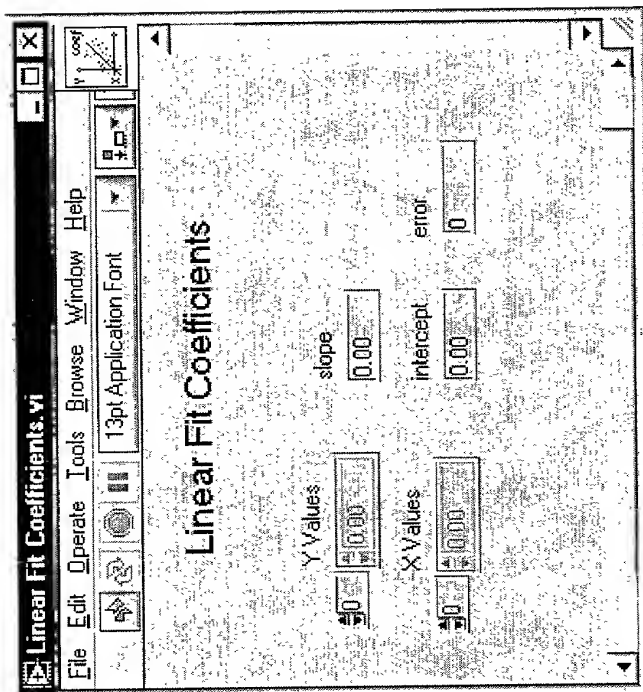 Linear Fit Coefficients.vi
File Edit Operate Tools Browse Window Help
13pt Application Font
Y coef
X
Linear Fit Coefficients
Y Values slope
0 0.00 0.00
X Values intercept error
0 0.00 0.00 0